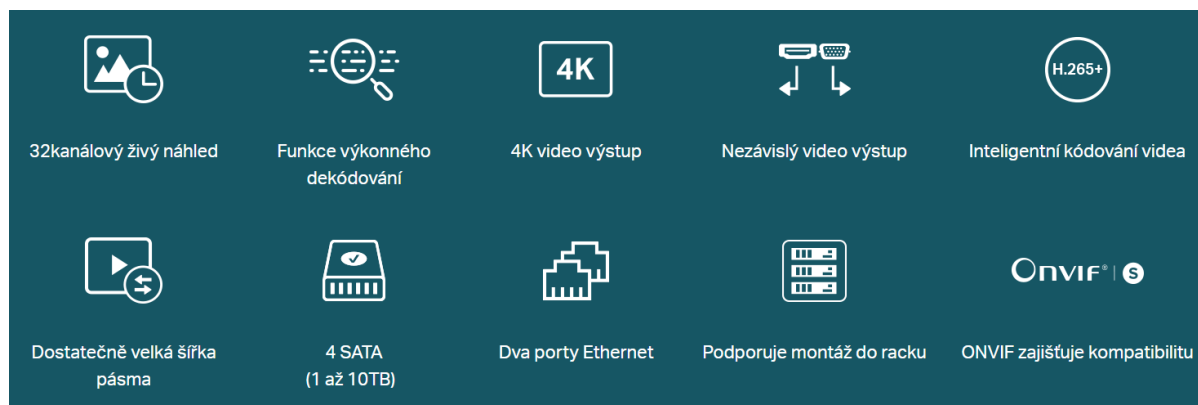 4K
H.265+
32kanálový živý náhled
Funkce výkonného
dekódování
4K video výstup
Nezávislý video výstup
Inteligentní kódování videa
ONVIF® | S
Dostatečně velká šířka
pásma
4 SATA
(1 až 10TB)
Dva porty Ethernet
Podporuje montáž do racku
ONVIF zajišťuje kompatibilitu